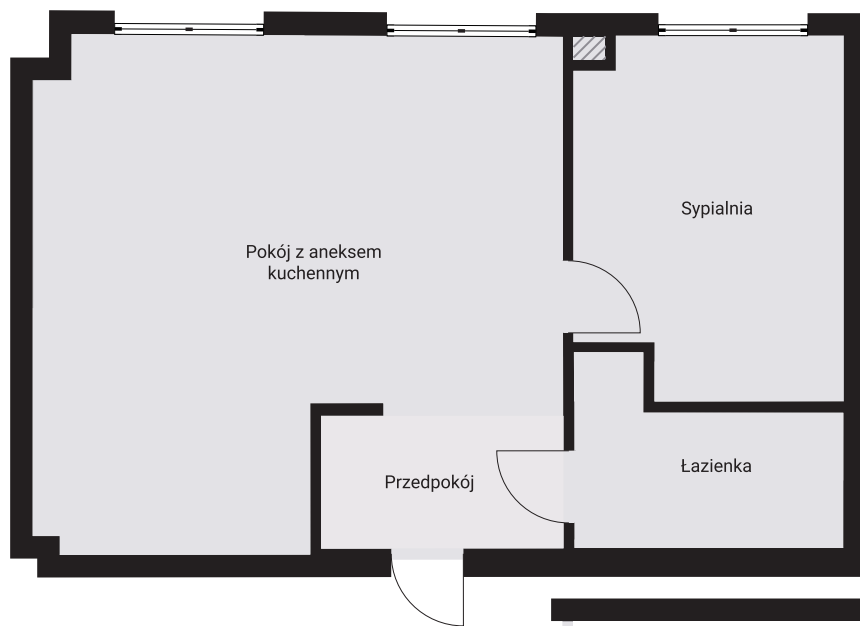 Sypialnia
Pokój z aneksem
kuchennym
Łazienka
Przedpokój